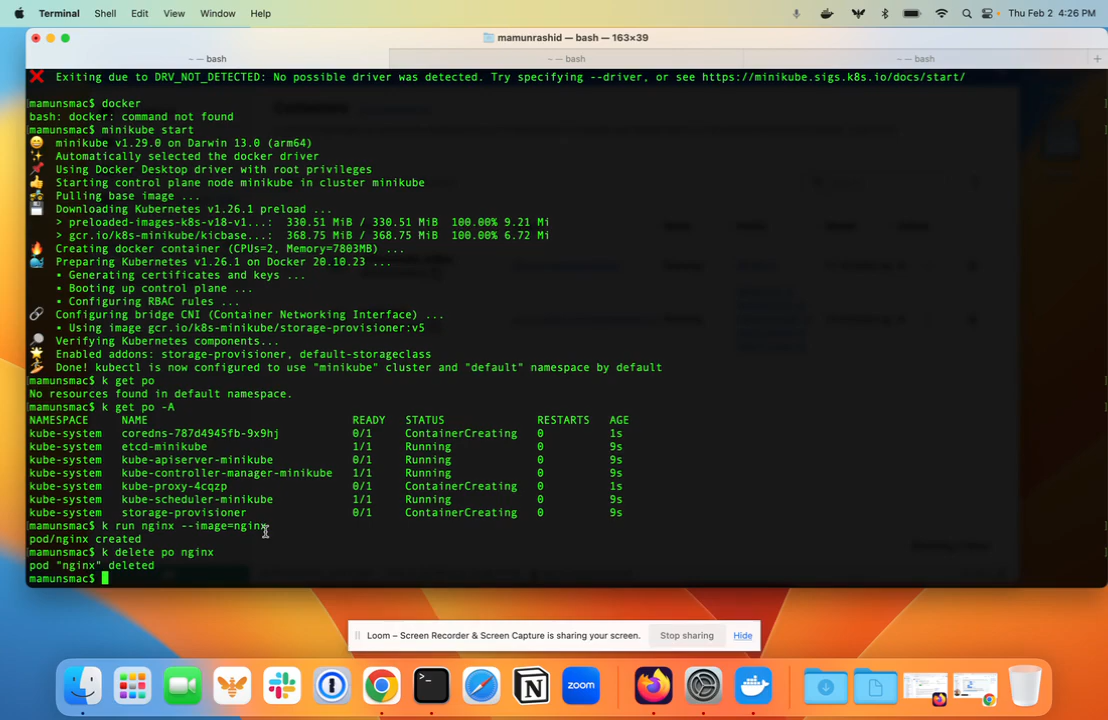 Terminal Shell Edit View Window Help Thu Feb 2 4:26 PM
mamunrashid — bash — 163×39
~ — bash ~ — bash ~ — bash +
Exiting due to DRV_NOT_DETECTED: No possible driver was detected. Try specifying --driver, or see https://minikube.sigs.k8s.io/docs/start/
[mamunsmac$ docker
bash: docker: command not found
[mamunsmac$ minikube start
minikube v1.29.0 on Darwin 13.0 (arm64)
Automatically selected the docker driver
Using Docker Desktop driver with root privileges
Starting control plane node minikube in cluster minikube
Pulling base image ...
Downloading Kubernetes v1.26.1 preload ...
> preloaded-images-k8s-v18-v1...: 330.51 MiB / 330.51 MiB 100.00% 9.21 Mi
> gcr.io/k8s-minikube/kicbase...: 368.75 MiB / 368.75 MiB 100.00% 6.72 Mi
Creating docker container (CPUs=2, Memory=7803MB) ...
Preparing Kubernetes v1.26.1 on Docker 20.10.23 ...
▪ Generating certificates and keys ...
▪ Booting up control plane ...
▪ Configuring RBAC rules ...
Configuring bridge CNI (Container Networking Interface) ...
▪ Using image gcr.io/k8s-minikube/storage-provisioner:v5
Verifying Kubernetes components...
Enabled addons: storage-provisioner, default-storageclass
Done! kubectl is now configured to use "minikube" cluster and "default" namespace by default
[mamunsmac$ k get po
No resources found in default namespace.
[mamunsmac$ k get po -A
NAMESPACE NAME READY STATUS RESTARTS AGE
kube-system coredns-787d4945fb-9x9hj 0/1 ContainerCreating 0 1s
kube-system etcd-minikube 1/1 Running 0 9s
kube-system kube-apiserver-minikube 0/1 Running 0 9s
kube-system kube-controller-manager-minikube 1/1 Running 0 9s
kube-system kube-proxy-4cqzp 0/1 ContainerCreating 0 1s
kube-system kube-scheduler-minikube 1/1 Running 0 9s
kube-system storage-provisioner 0/1 ContainerCreating 0 9s
[mamunsmac$ k run nginx --image=nginx
pod/nginx created
[mamunsmac$ k delete po nginx
pod "nginx" deleted
mamunsmac$
Loom – Screen Recorder & Screen Capture is sharing your screen. Stop sharing Hide
zoom